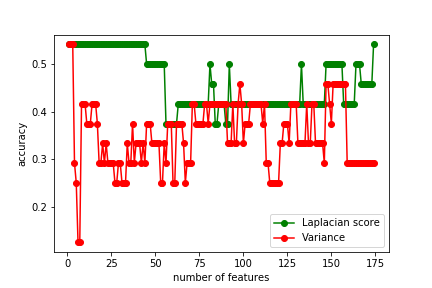 0.5
0.4
0.3
0.2
accuracy
0 25 50 75 100 125 150 175
number of features
Laplacian score
Variance